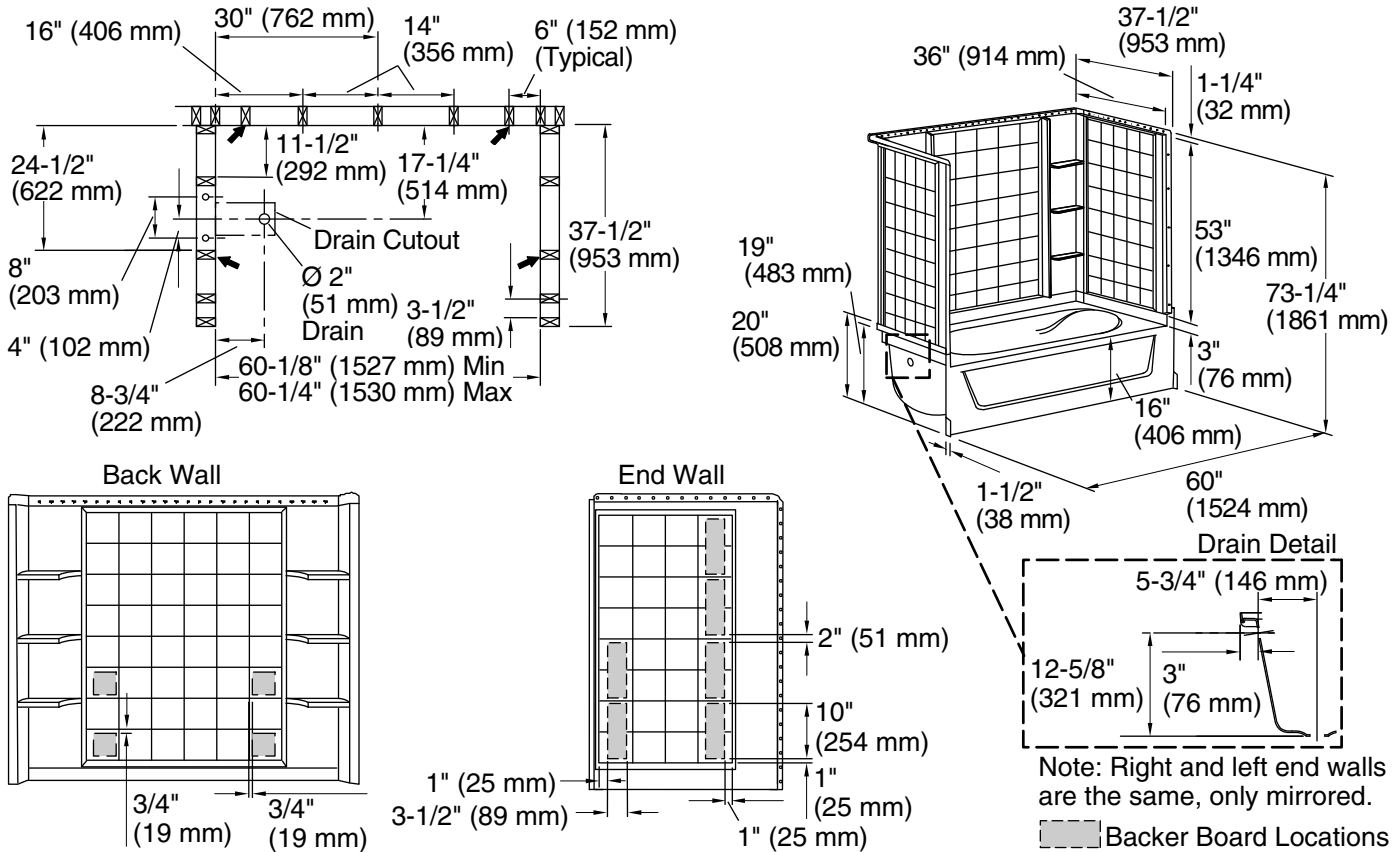 16" (406 mm)
30" (762 mm)
14"
(356 mm)
6" (152 mm)
(Typical)
24-1/2"
(622 mm)
11-1/2"
(292 mm)
17-1/4"
(514 mm)
Drain Cutout
37-1/2"
(953 mm)
8"
(203 mm)
Ø 2"
(51 mm)
Drain
3-1/2"
(89 mm)
4" (102 mm)
60-1/8" (1527 mm) Min
60-1/4" (1530 mm) Max
8-3/4"
(222 mm)
37-1/2"
(953 mm)
36" (914 mm)
1-1/4"
(32 mm)
19"
(483 mm)
53"
(1346 mm)
73-1/4"
(1861 mm)
20"
(508 mm)
3"
(76 mm)
16"
(406 mm)
1-1/2"
(38 mm)
60"
(1524 mm)
Back Wall
3/4"
(19 mm)
3/4"
(19 mm)
End Wall
2" (51 mm)
10"
(254 mm)
1" (25 mm)
3-1/2" (89 mm)
1"
(25 mm)
1" (25 mm)
Drain Detail
5-3/4" (146 mm)
12-5/8"
(321 mm)
3"
(76 mm)
Note: Right and left end walls
are the same, only mirrored.
Backer Board Locations